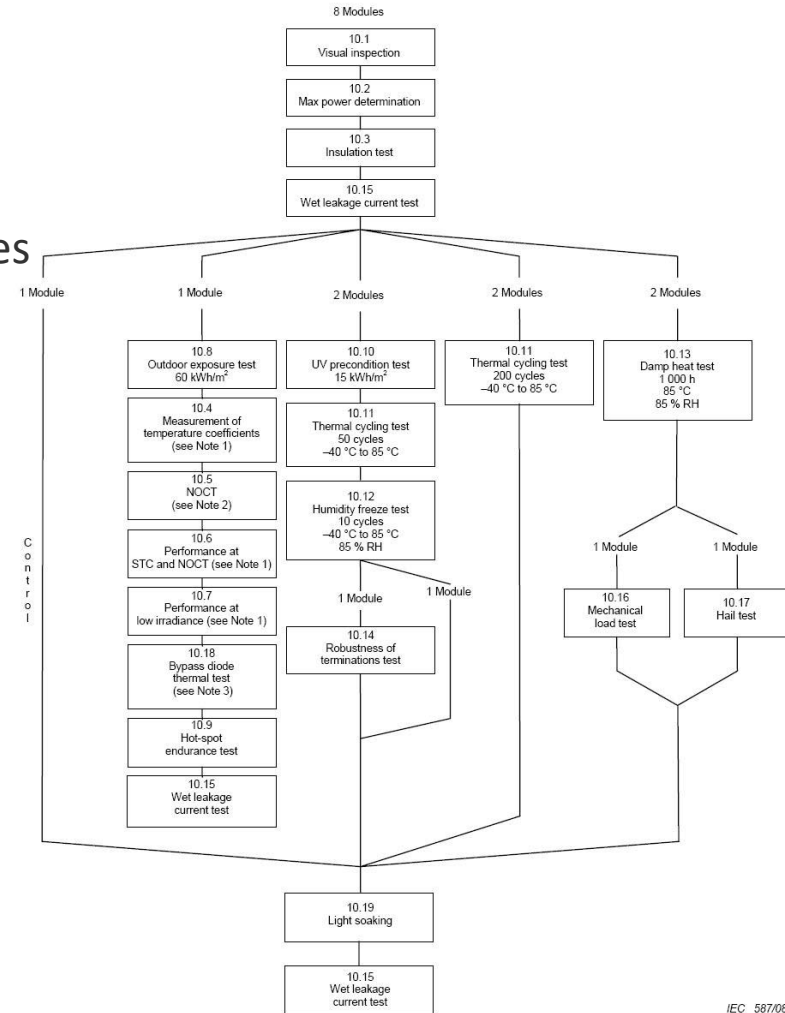 8 Modules
10.1
Visual inspection
10.2
Max power determination
10.3
Insulation test
10.15
Wet leakage current test
es
1 Module
1 Module
2 Modules
2 Modules
2 Modules
Control
10.8
Outdoor exposure test
60 kWh/m²
10.4
Measurement of
temperature coefficients
(see Note 1)
10.5
NOCT
(see Note 2)
10.6
Performance at
STC and NOCT (see Note 1)
10.7
Performance at
low irradiance (see Note 1)
10.18
Bypass diode
thermal test
(see Note 3)
10.9
Hot-spot
endurance test
10.15
Wet leakage
current test
10.10
UV precondition test
15 kWh/m²
10.11
Thermal cycling test
50 cycles
–40 °C to 85 °C
10.12
Humidity freeze test
10 cycles
–40 °C to 85 °C
85 % RH
1 Module
1 Module
10.14
Robustness of
terminations test
10.11
Thermal cycling test
200 cycles
–40 °C to 85 °C
10.13
Damp heat test
1 000 h
85 °C
85 % RH
1 Module
1 Module
10.16
Mechanical
load test
10.17
Hail test
10.19
Light soaking
10.15
Wet leakage
current test
IEC 587/08